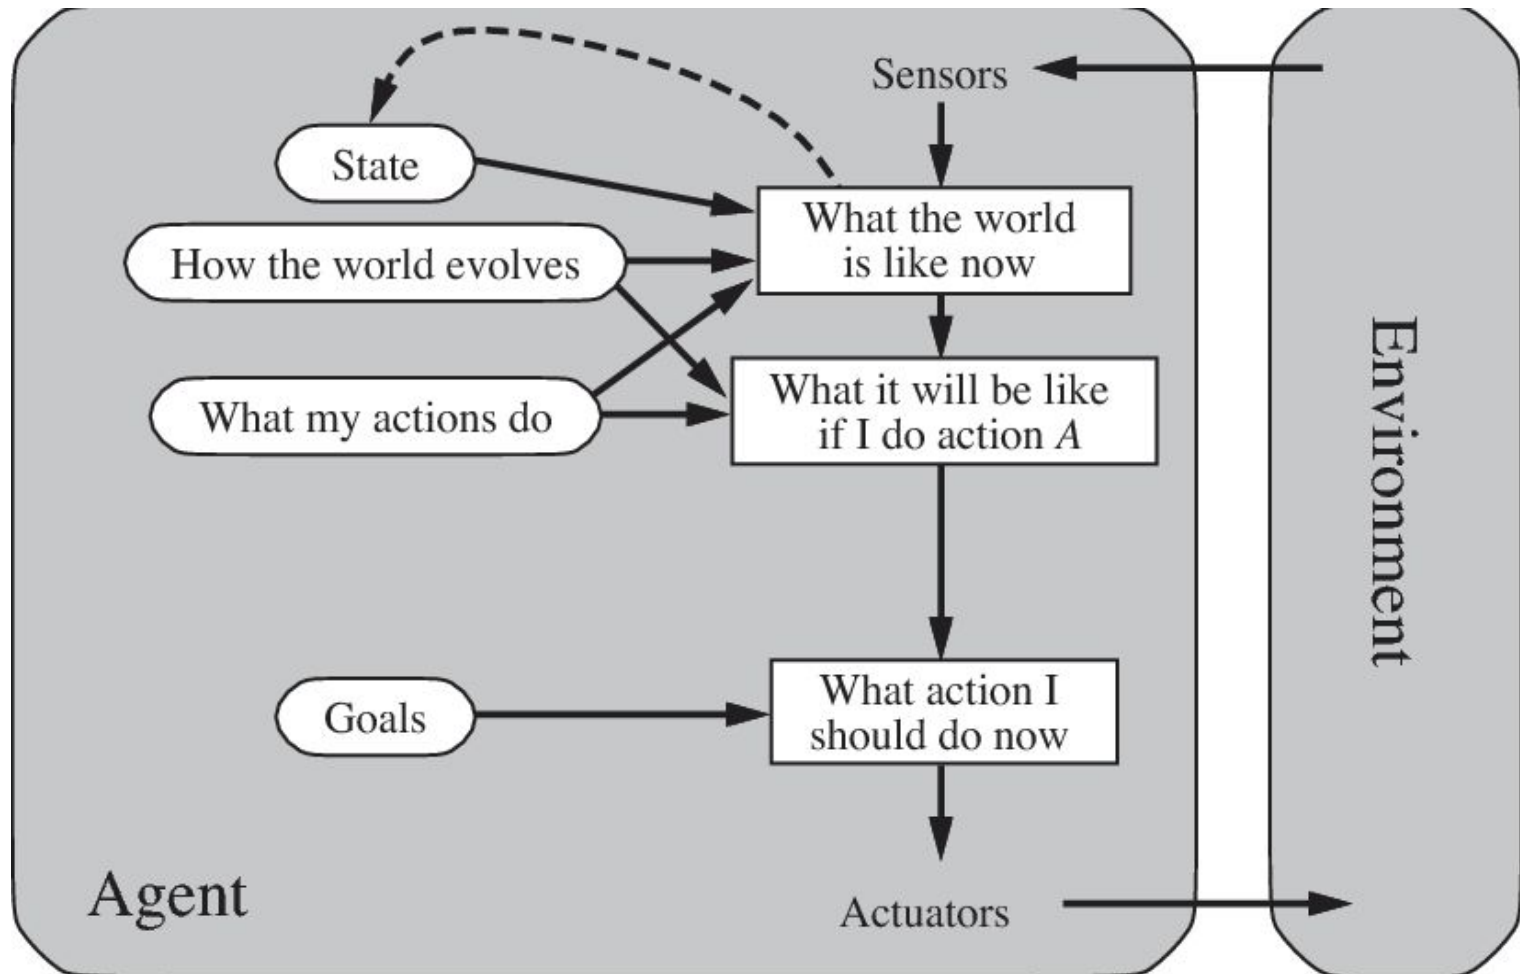 Sensors
State
What the world
is like now
How the world evolves
What my actions do
What it will be like
if I do action A
Goals
What action I
should do now
Agent
Actuators
Environment